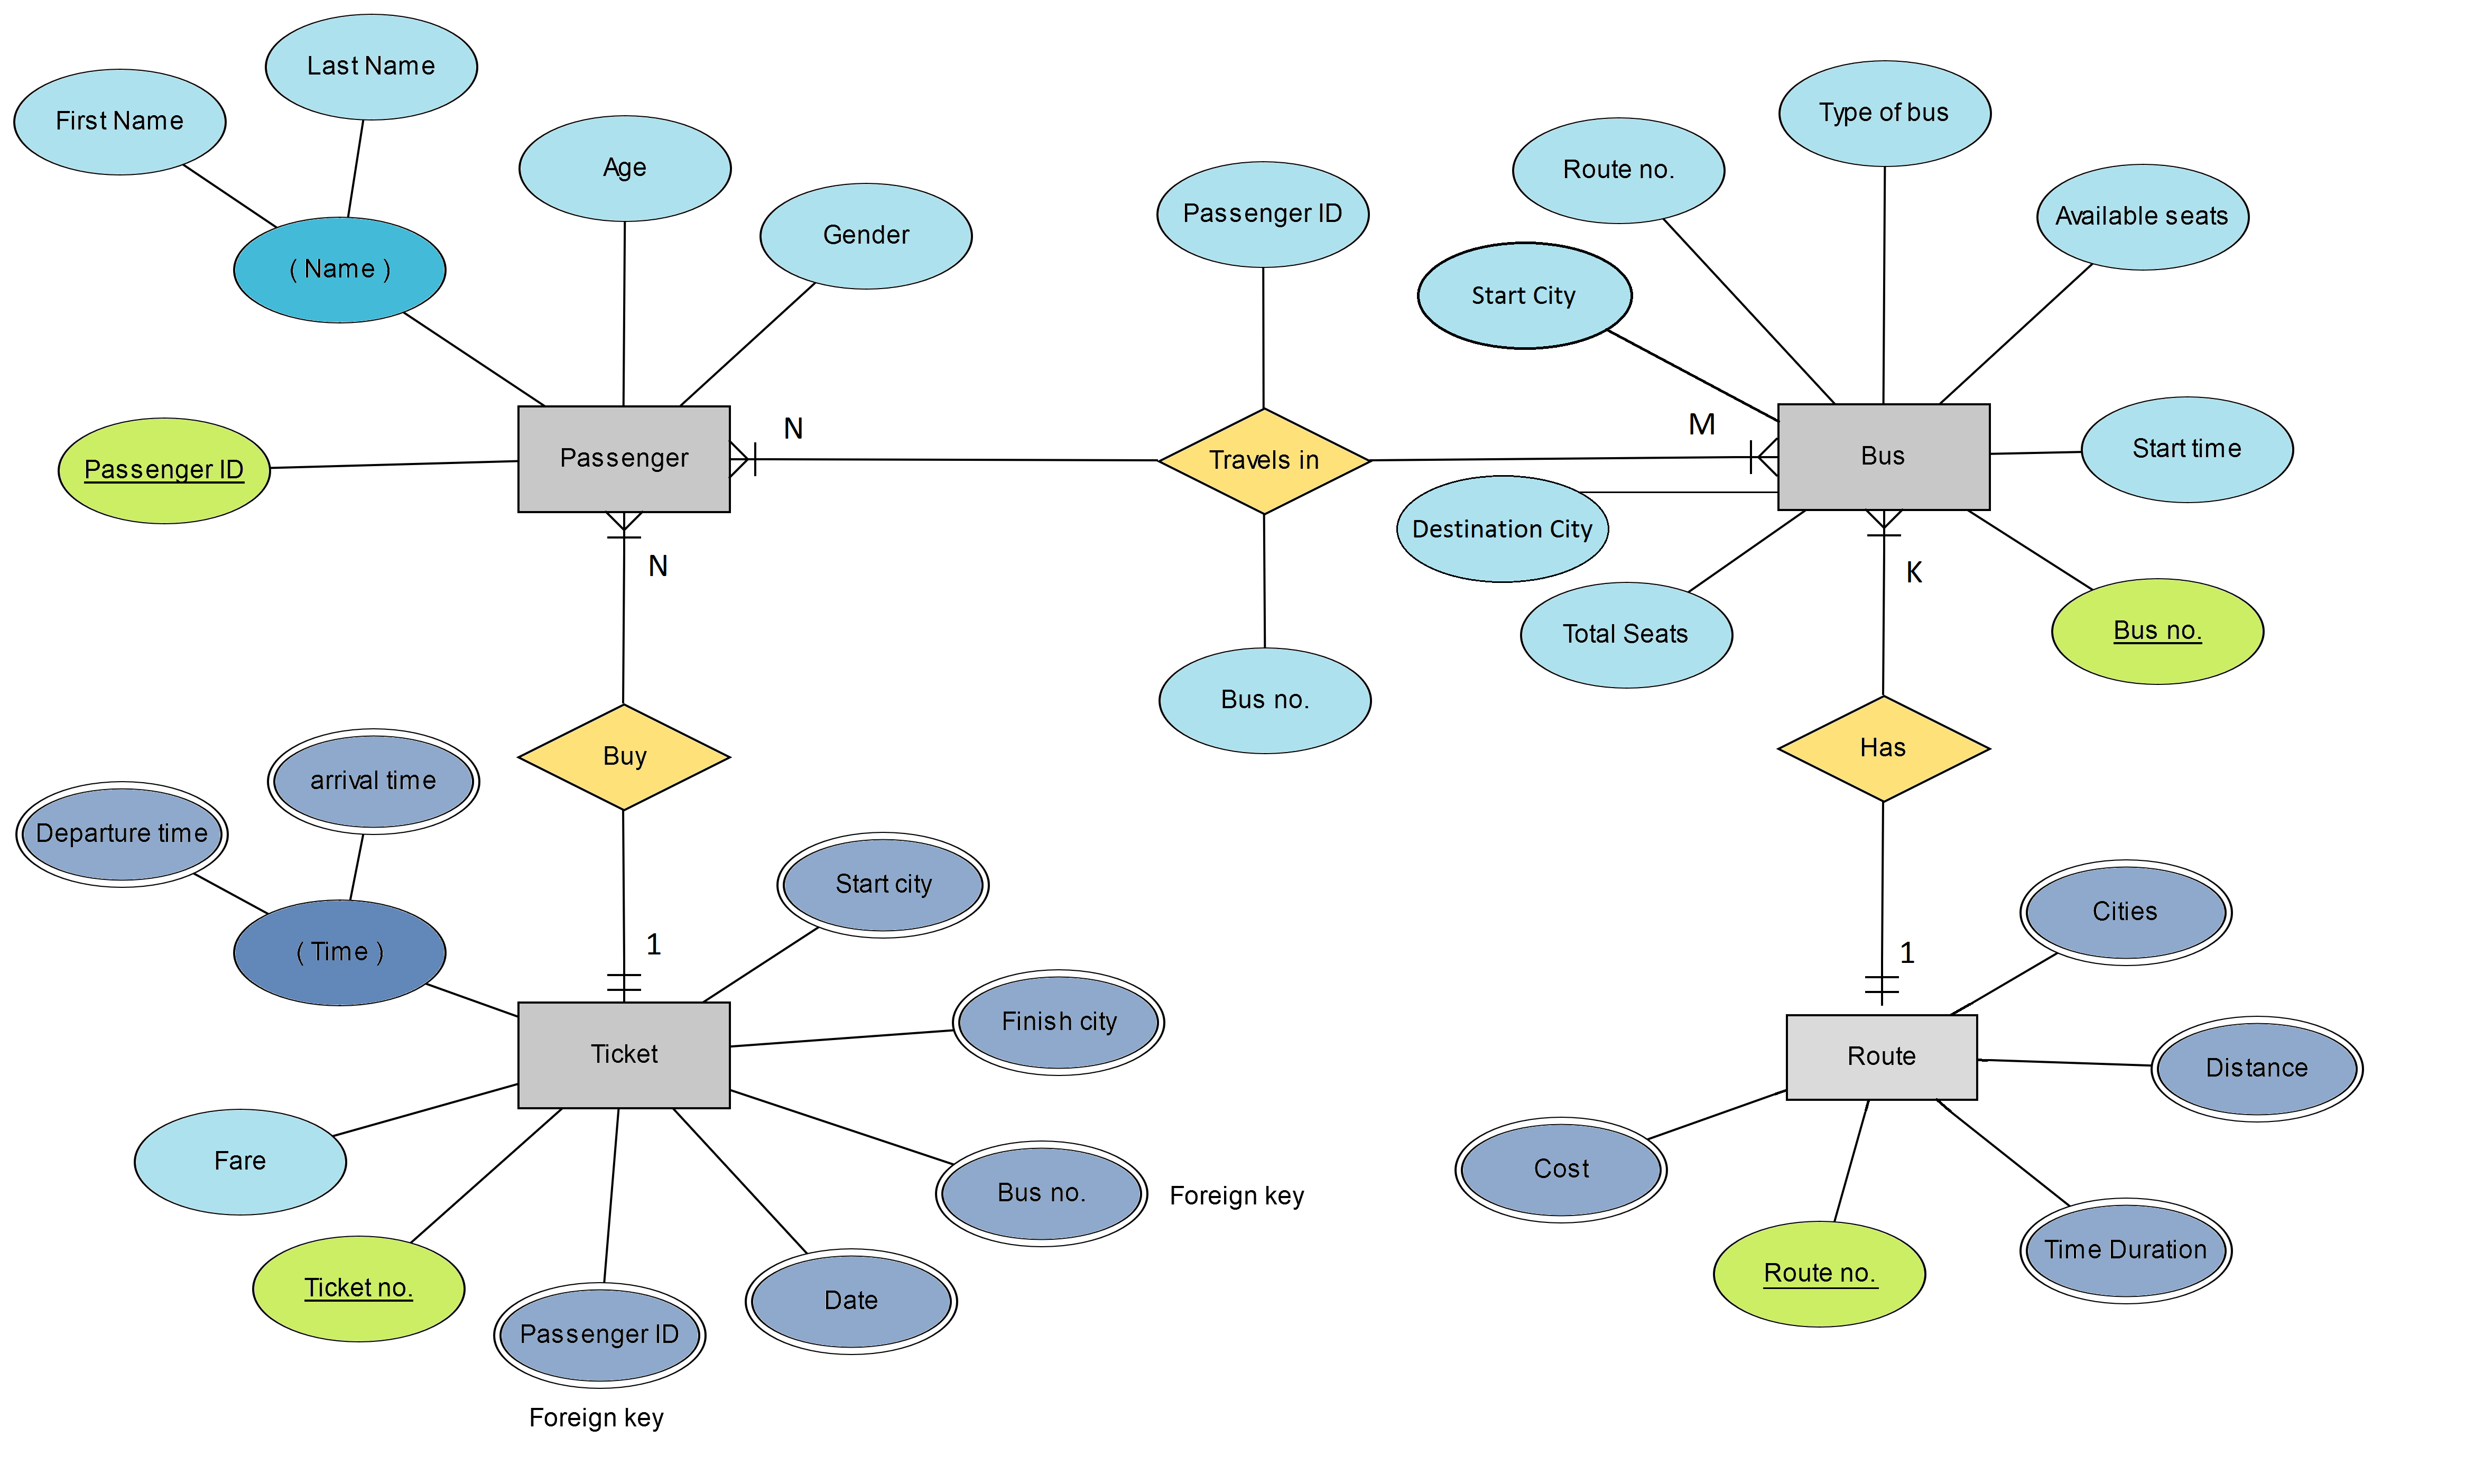 Last Name
First Name
Age
Gender
( Name )
Passenger ID
Passenger
N
N
Passenger ID
Travels in
Bus no.
Type of bus
Route no.
Available seats
Start City
M
Bus
Start time
Destination City
K
Total Seats
Bus no.
Buy
Has
arrival time
Departure time
( Time )
1
Start city
Finish city
Ticket
Fare
Ticket no.
Passenger ID
Foreign key
Date
Bus no.
Foreign key
1
Cities
Route
Distance
Cost
Route no.
Time Duration